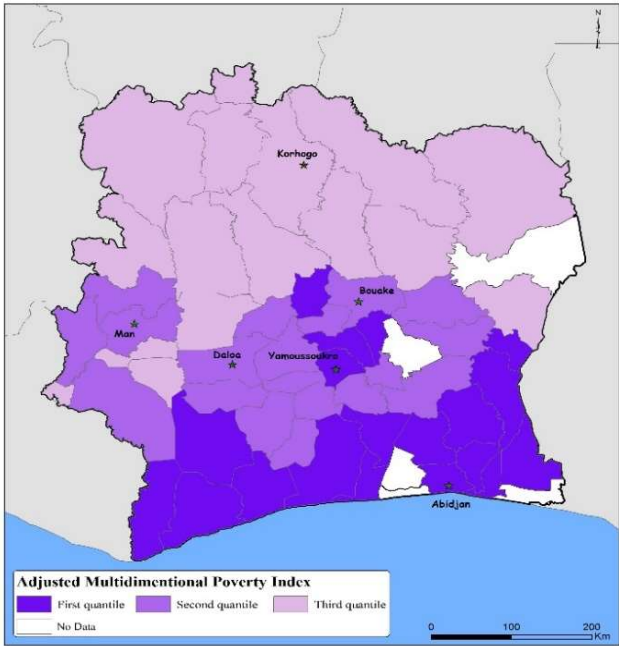 N
Korhogo
Bouake
Man
Daloa
Yamoussoukro
Abidjan
Adjusted Multidimentional Poverty Index
First quantile Second quantile Third quantile
No Data
0 100 200
Km